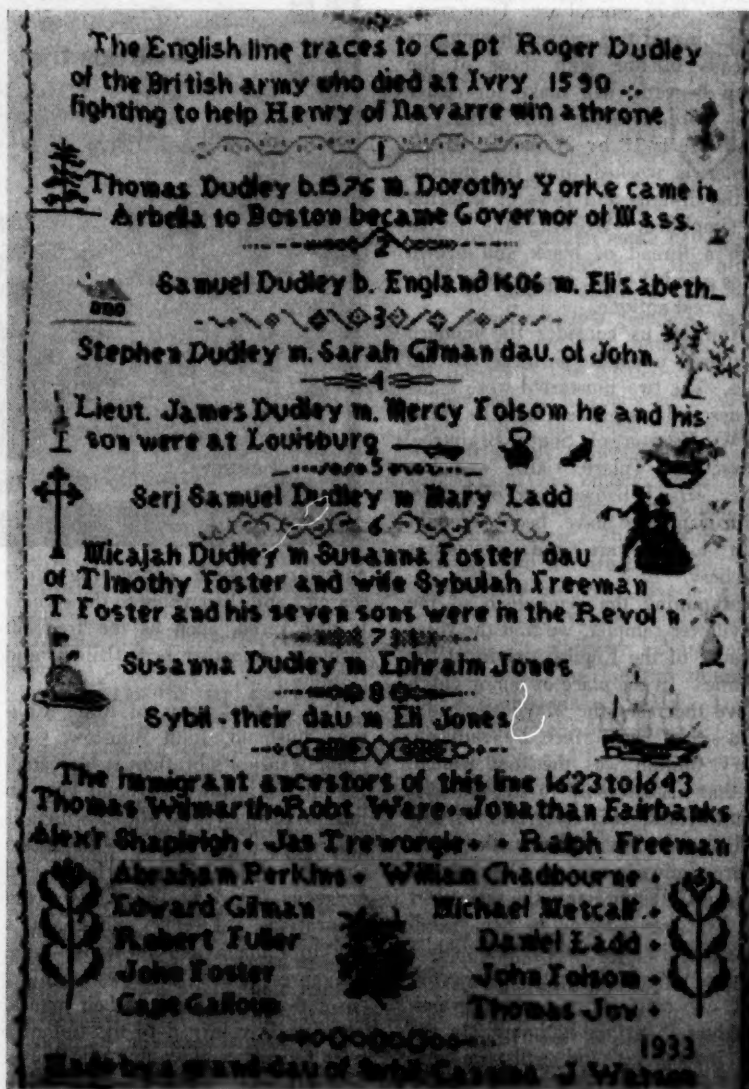 The English line traces to Capt Roger Dudley
of the British army who died at Ivry, 1590
fighting to help Henry of Navarre win a throne
1
Thomas Dudley b.1576 m. Dorothy Yorke came in
Arbella to Boston became Governor of Mass.
2
Samuel Dudley b. England 1606 m. Elisabeth
3
Stephen Dudley m. Sarah Gilman dau. of John.
4
Lieut. James Dudley m. Mercy Folsom he and his
son were at Louisburg
5
Serj Samuel Dudley m Mary Ladd
6
Micajah Dudley m Susanna Foster dau
of Timothy Foster and wife Sybulah Freeman
T Foster and his seven sons were in the Revol'n
7
Susanna Dudley m Ephraim Jones
8
Sybil - their dau m Eli Jones
The immigrant ancestors of this line 1623 to 1643
Thomas Wilmarth • Robt Ware • Jonathan Fairbanks
Alex'r Shapleigh • Jas Treworgie • • Ralph Freeman
Abraham Perkins • William Chadbourne •
Edward Gilman Michael Metcalf •
Robert Fuller Daniel Ladd •
John Foster John Folsom •
Cape Galloup Thomas Joy •
1933
Made by a grand-dau of Sybil J Watson